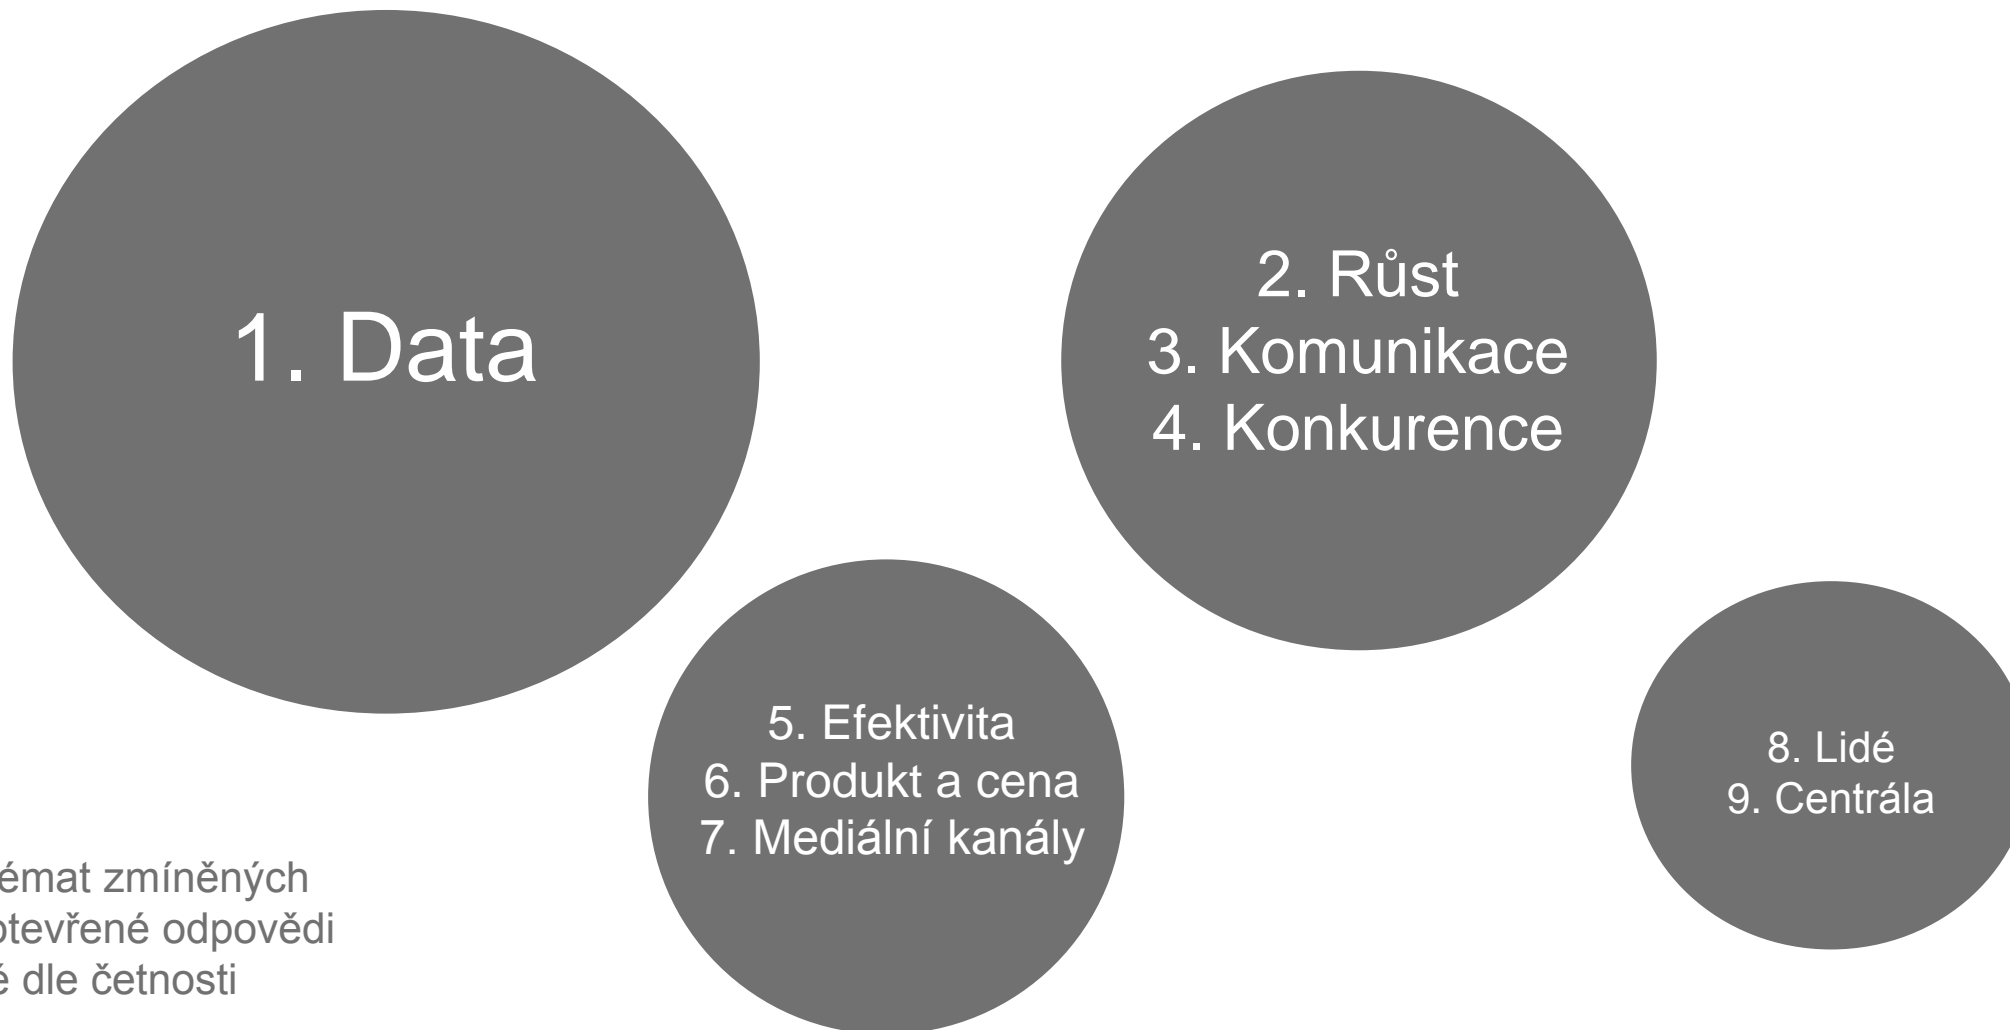 1. Data
2. Růst
3. Komunikace
4. Konkurence
5. Efektivita
6. Produkt a cena
7. Mediální kanály
8. Lidé
9. Centrála
zmíněných
otevřené odpovědi
dle četnosti